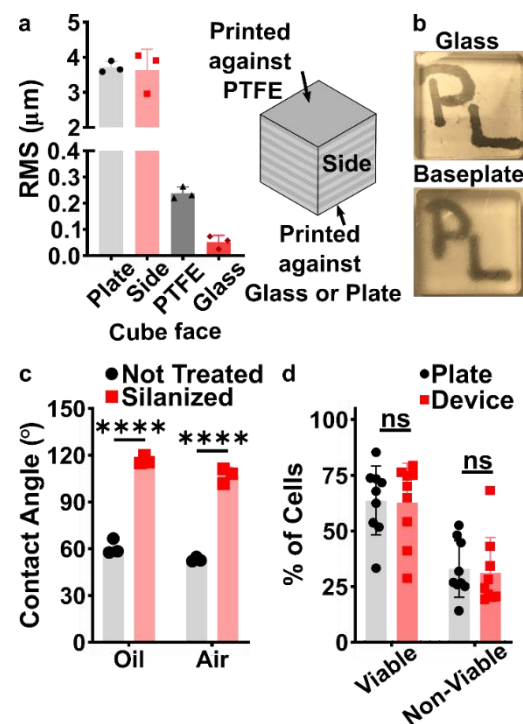 a
RMS (μm)
5
4
3
2
0.4
0.3
0.2
0.1
0.0
Plate
Side
PTFE
Glass
Cube face
Printed
against
PTFE
Side
Printed
against
Glass or Plate
b
Glass
PL
Baseplate
PL
c
Not Treated
Silanized
Contact Angle (°)
150
120
90
60
30
0
****
****
Oil
Air
d
Plate
Device
% of Cells
100
75
50
25
0
ns
ns
Viable
Non-Viable